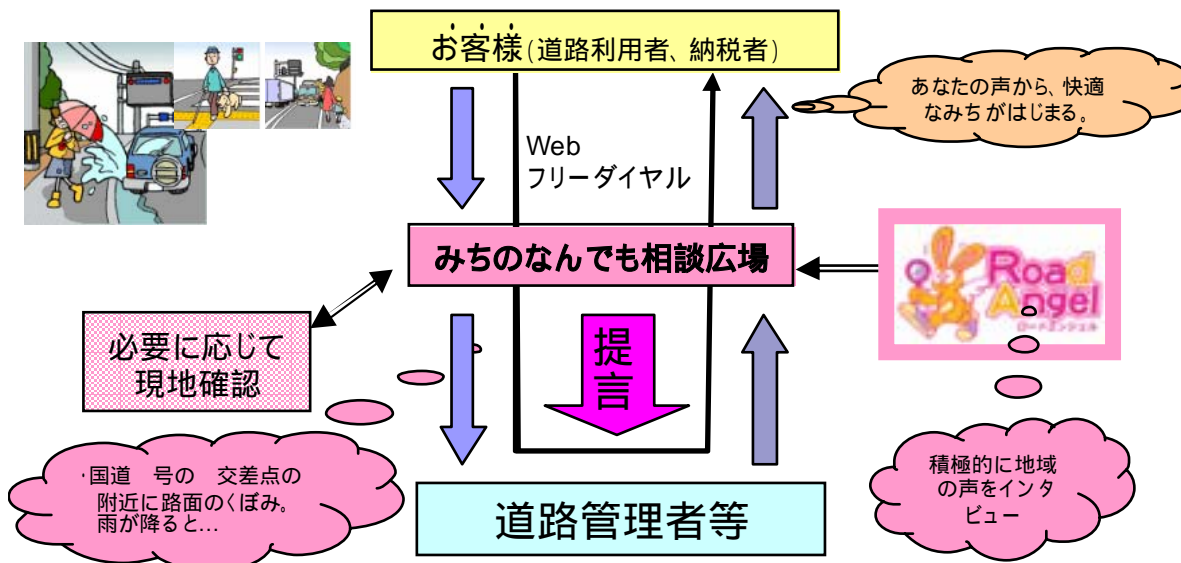 お客様(道路利用者、納税者)
あなたの声から、快適
なみちがはじまる。
Web
フリーダイヤル
みちのなんでも相談広場
Road
Angel
ロードエンジェル
必要に応じて
現地確認
提
言
・国道 号の 交差点の
附近に路面のくぼみ。
雨が降ると…
積極的に地域
の声をインタ
ビュー
道路管理者等